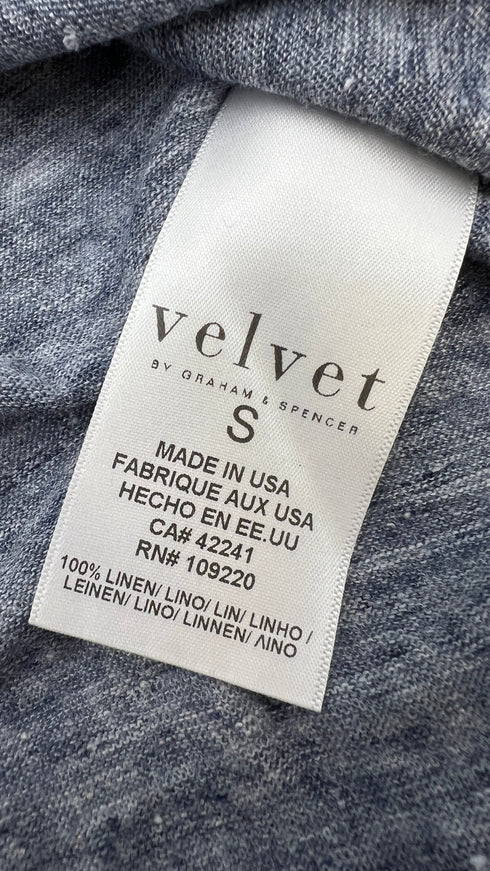 velvet
BY GRAHAM & SPENCER
S
MADE IN USA
FABRIQUE AUX USA
HECHO EN EE.UU
CA# 42241
RN# 109220
100% LINEN/ LINO/ LIN/ LINHO /
LEINEN/ LINO/ LINNEN/ ΛΙΝΟ